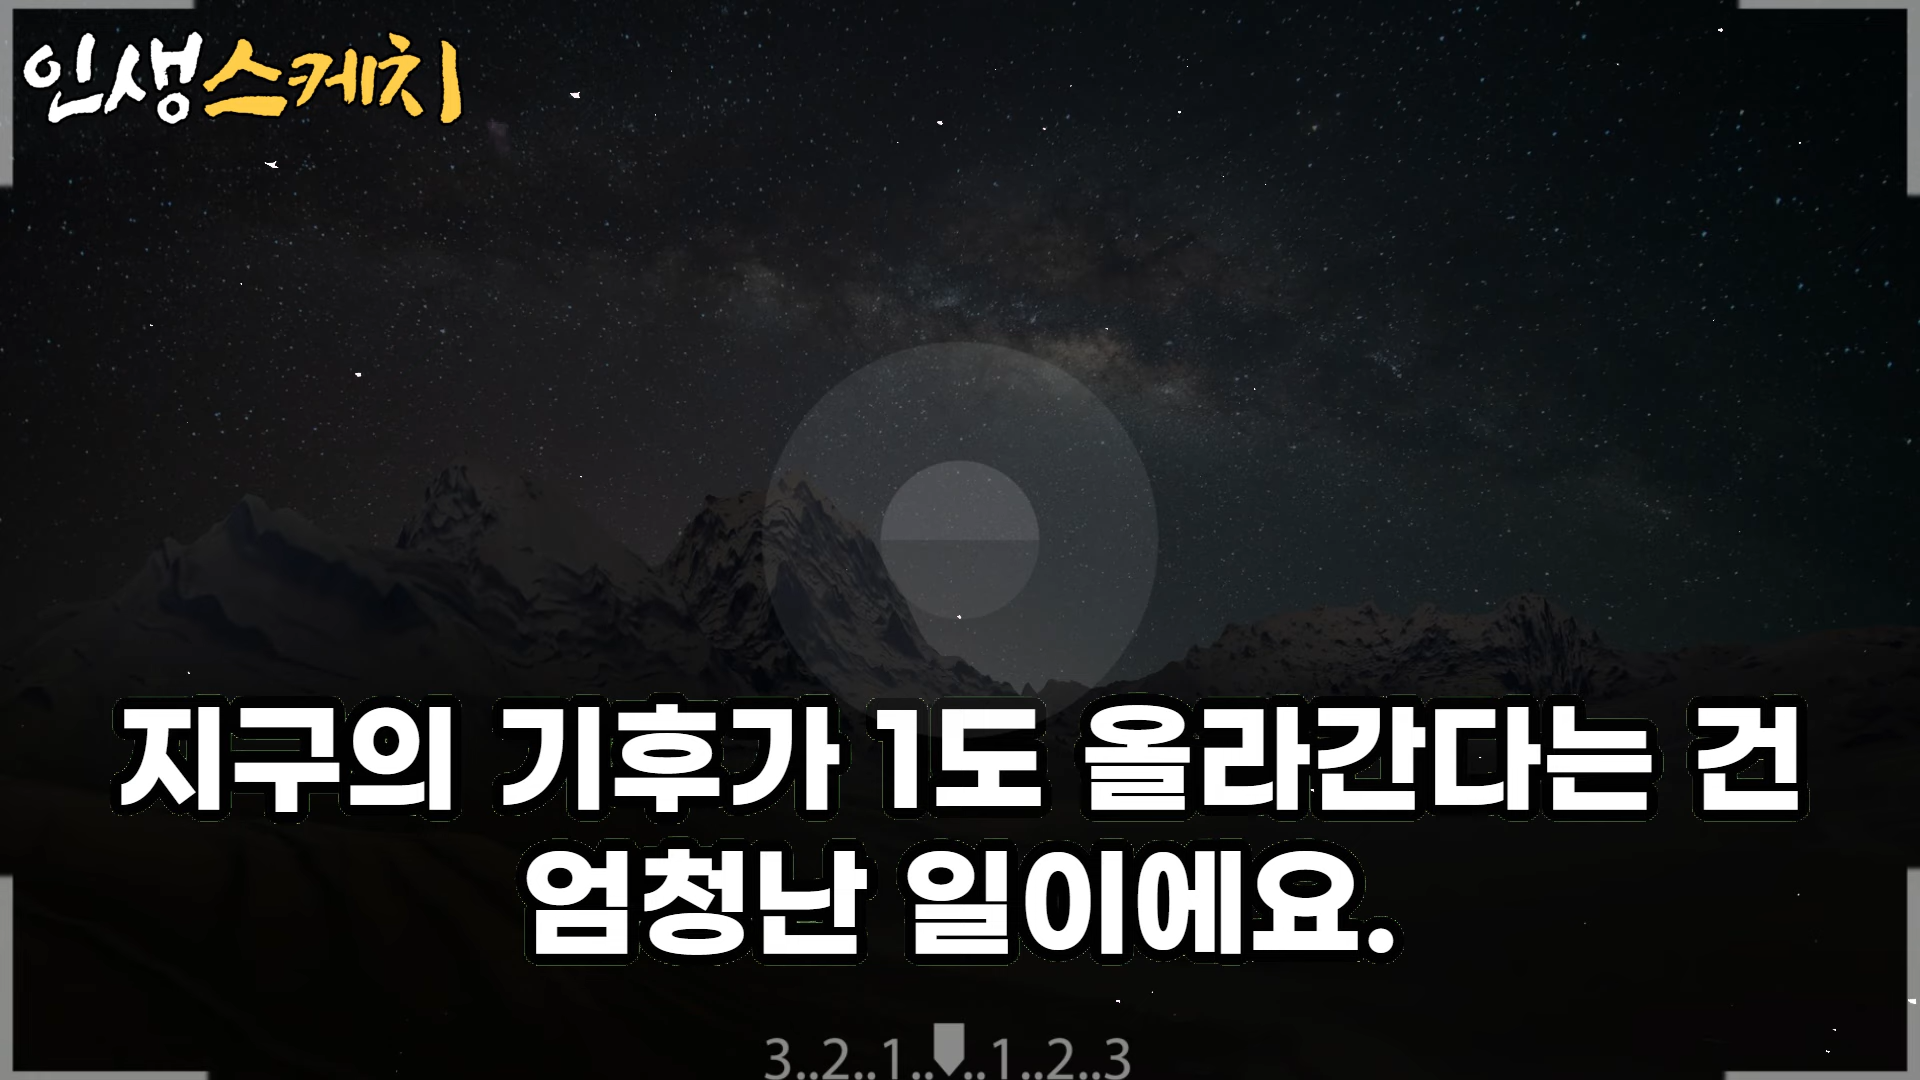 인생스케치
지구의 기후가 1도 올라간다는 건
엄청난 일이에요.
3..2..1....1..2..3